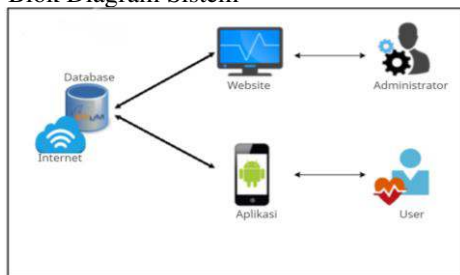 Blok Diagram Sistem
Database
Website
Administrator
Internet
Aplikasi
User